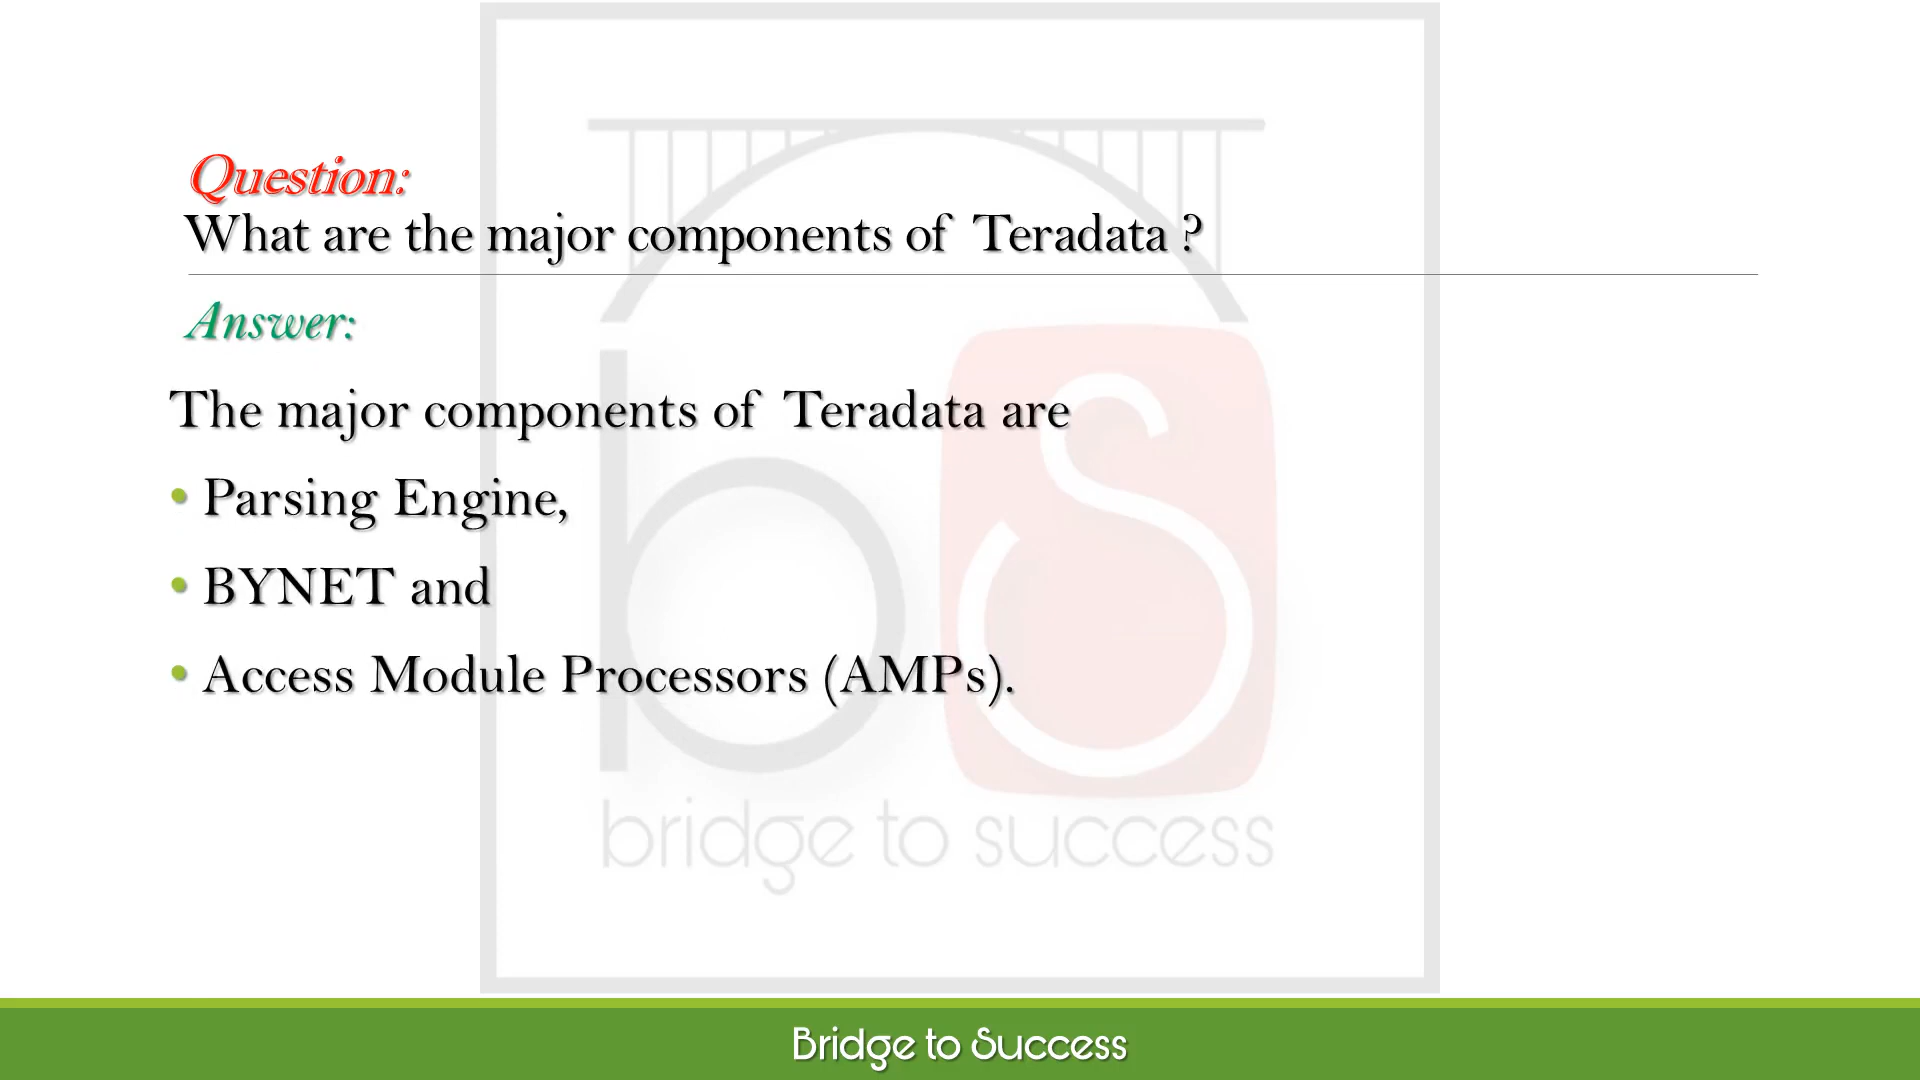 Question:
What are the major components of Teradata ?
Answer:
The major components of Teradata are
• Parsing Engine,
• BYNET and
• Access Module Processors (AMPs).
bs
bridge to success
Bridge to Success